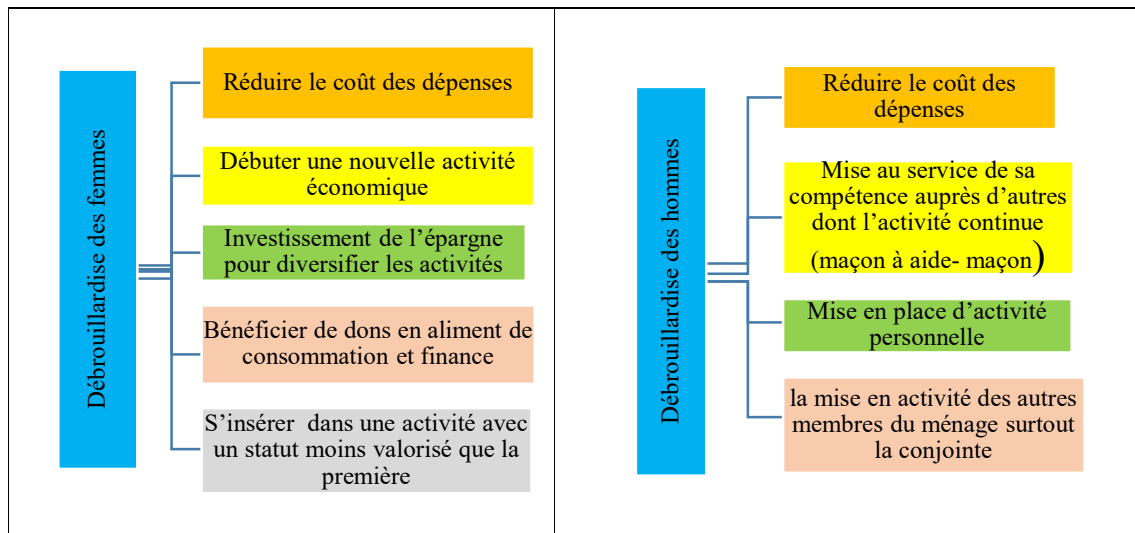 Débrouillardise des femmes
Réduire le coût des dépenses
Débuter une nouvelle activité
économique
Investissement de l’épargne
pour diversifier les activités
Bénéficier de dons en aliment de
consommation et finance
S’insérer dans une activité avec
un statut moins valorisé que la
première
Débrouillardise des hommes
Réduire le coût des
dépenses
Mise au service de sa
compétence auprès d’autres
dont l’activité continue
(maçon à aide- maçon)
Mise en place d’activité
personnelle
la mise en activité des autres
membres du ménage surtout
la conjointe